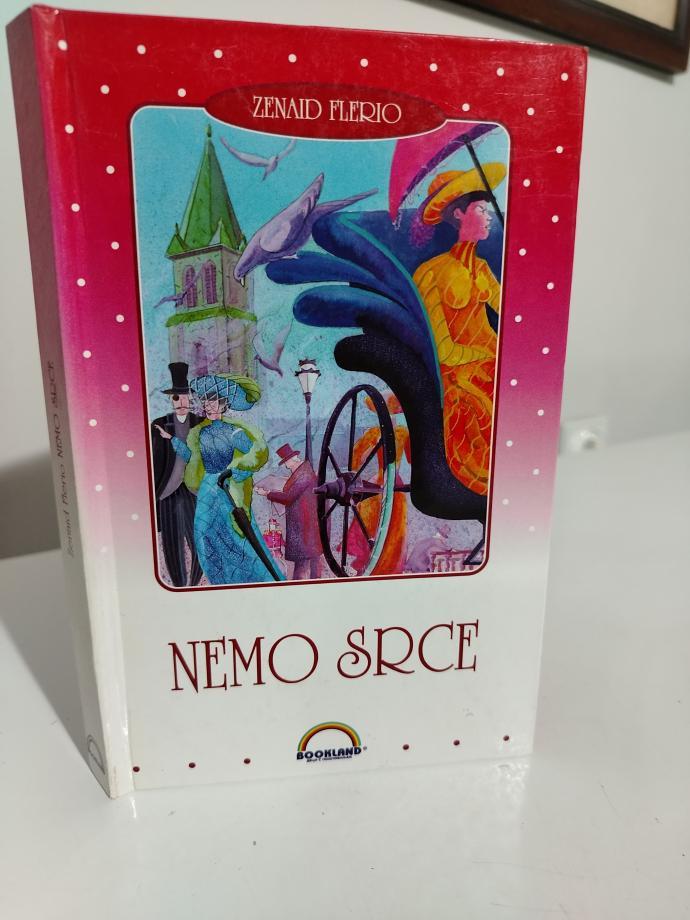 ZENAID FLERIO
NEMO SRCE
BOOKLAND®
Zenaid Flerio NEMO SRCE